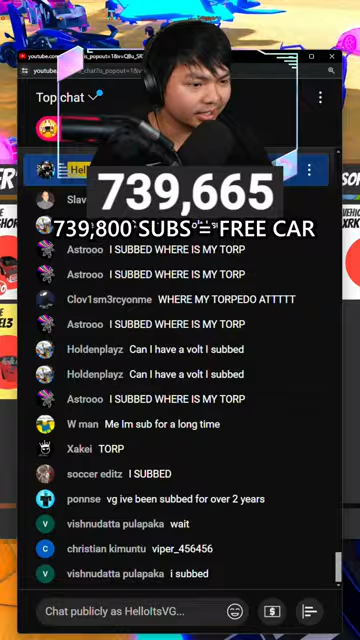 Top chat
Hel
739,665
Slav
739,800 SUBS = FREE CAR
Astrooo I SUBBED WHERE IS MY TORP
Astrooo I SUBBED WHERE IS MY TORP
Clov1sm3rcyonme WHERE MY TORPEDO ATTTTT
Astrooo I SUBBED WHERE IS MY TORP
Holdenplayz Can I have a volt I subbed
Holdenplayz Can I have a volt I subbed
Astrooo I SUBBED WHERE IS MY TORP
W man Me Im sub for a long time
Xakei TORP
soccer editz I SUBBED
ponnse vg ive been subbed for over 2 years
V vishnudatta pulapaka wait
C christian kimuntu viper_456456
V vishnudatta pulapaka i subbed
Chat publicly as HelloItsVG...